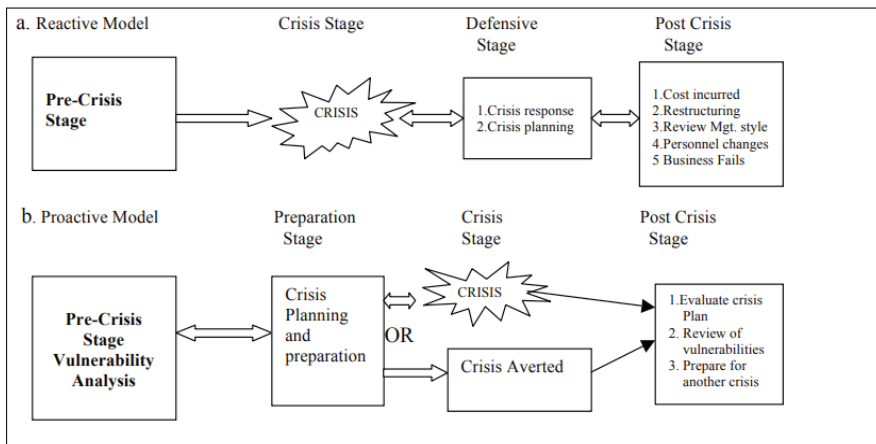 a. Reactive Model
Crisis Stage
Defensive
Stage
Post Crisis
Stage
Pre-Crisis
Stage
CRISIS
1.Crisis response
2.Crisis planning
1.Cost incurred
2.Restructuring
3.Review Mgt. style
4.Personnel changes
5 Business Fails
b. Proactive Model
Preparation
Stage
Crisis
Stage
Post Crisis
Stage
Pre-Crisis
Stage
Vulnerability
Analysis
Crisis
Planning
and
preparation
OR
CRISIS
Crisis Averted
1.Evaluate crisis
Plan
2. Review of
vulnerabilities
3. Prepare for
another crisis